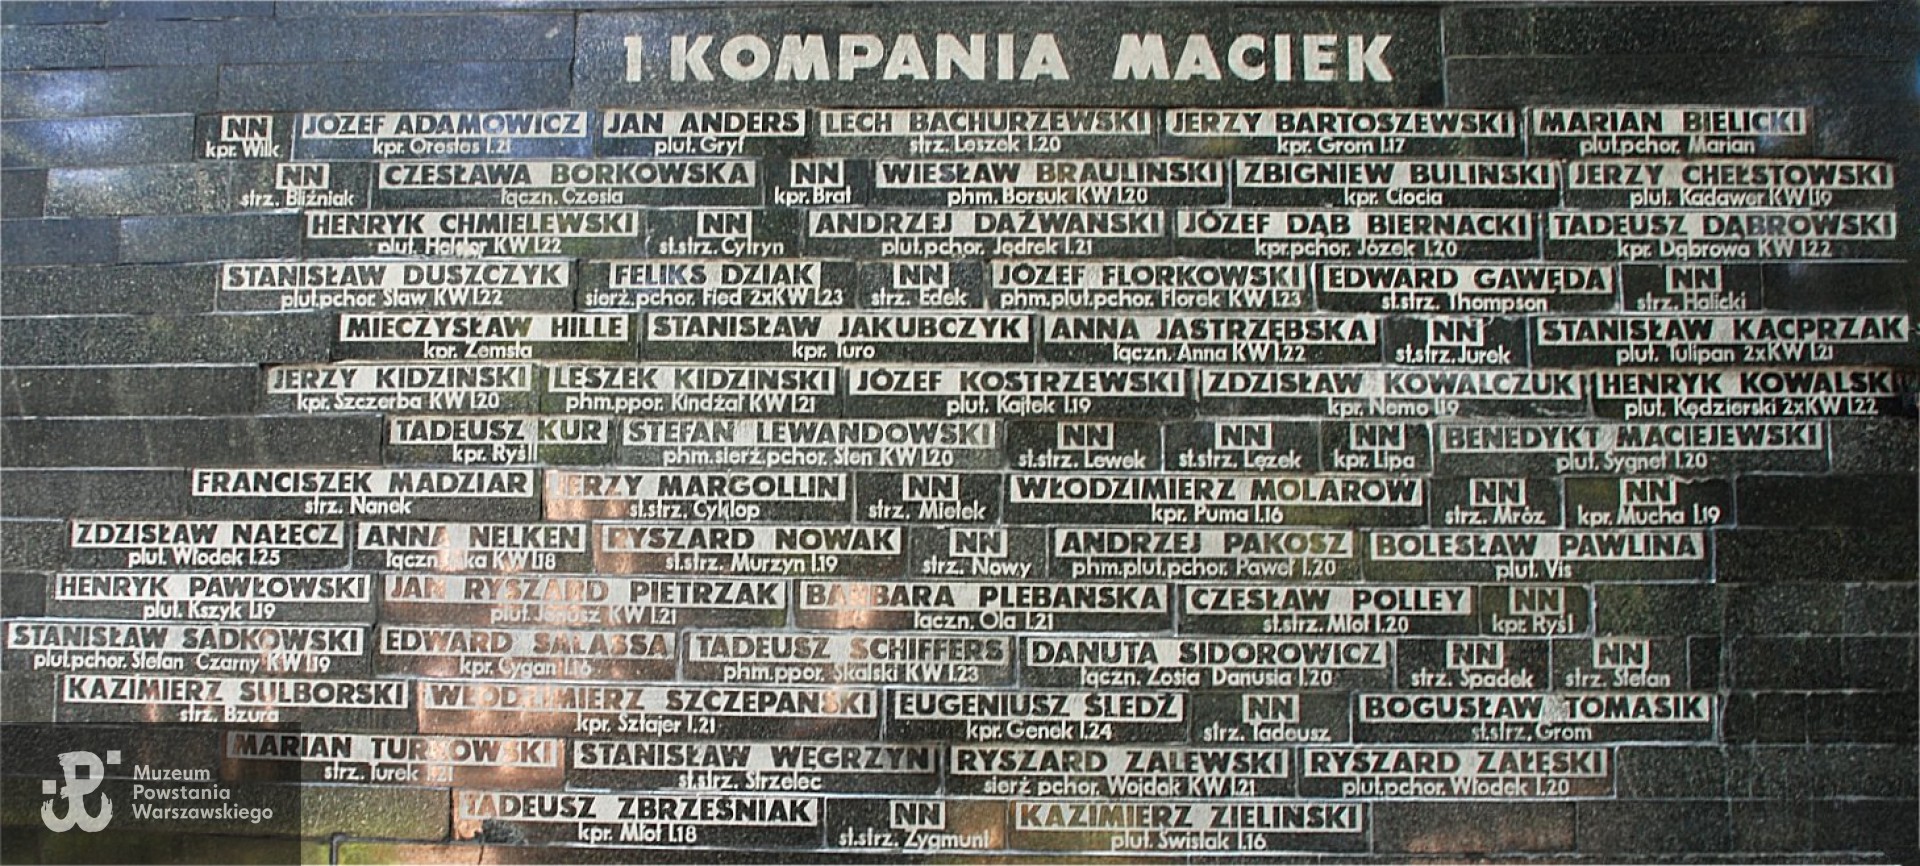 1 KOMPANIA MACIEK
NN JÓZEF ADAMOWICZ JAN ANDERS LECH BACHURZEWSKI JERZY BARTOSZEWSKI MARIAN BIELICKI
kpr. Wilk kpr. Orestes l.21 plut. Gryf strz. Leszek l.20 kpr. Grom l.17 plut.pchor. Marian
NN CZESŁAWA BORKOWSKA NN WIESŁAW BRAULIŃSKI ZBIGNIEW BULIŃSKI JERZY CHEŁSTOWSKI
strz. Bliźniak łączn. Czesia kpr. Brat phm. Borsuk KW l.20 kpr. Ciocia plut. Kadawer KW l.19
HENRYK CHMIELEWSKI NN ANDRZEJ DAŻWAŃSKI JÓZEF DĄB BIERNACKI TADEUSZ DĄBROWSKI
plut. Helster KW l.22 st.strz. Cytryn plut.pchor. Jędrek l.21 kpr.pchor. Józek l.20 kpr. Dąbrowa KW l.22
STANISŁAW DUSZCZYK FELIKS DZIAK NN JÓZEF FLORKOWSKI EDWARD GAWĘDA NN
plut.pchor. Sław KW l.22 sierż.pchor. Fied 2xKW l.23 strz. Edek phm.plut.pchor. Florek KW l.23 st.strz. Thompson strz. Halicki
MIECZYSŁAW HILLE STANISŁAW JAKUBCZYK ANNA JASTRZĘBSKA NN STANISŁAW KACPRZAK
kpr. Zemsta kpr. Turo łączn. Anna KW l.22 st.strz. Jurek plut. Tulipan 2xKW l.21
JERZY KIDZIŃSKI LESZEK KIDZIŃSKI JÓZEF KOSTRZEWSKI ZDZISŁAW KOWALCZUK HENRYK KOWALSKI
kpr. Szczerba KW l.20 phm.ppor. Kindżał KW l.21 plut. Kajtek l.19 kpr. Nemo l.19 plut. Kędzierski 2xKW l.22
TADEUSZ KUR STEFAN LEWANDOWSKI NN NN NN BENEDYKT MACIEJEWSKI
kpr. Ryś II phm.sierż.pchor. Sten KW l.20 st.strz. Lewek st.strz. Lęzek kpr. Lipa plut. Sygnet l.20
FRANCISZEK MADZIAR JERZY MARGOLLIN NN WŁODZIMIERZ MOLAROW NN NN
strz. Nanek st.strz. Cyklop strz. Mietek kpr. Puma l.16 strz. Mróz kpr. Mucha l.19
ZDZISŁAW NAŁĘCZ ANNA NELKEN RYSZARD NOWAK NN ANDRZEJ PAKOSZ BOLESŁAW PAWLINA
plut. Włodek l.25 łączn. KW l.18 st.strz. Murzyn l.19 strz. Nowy phm.plut.pchor. Paweł l.20 plut. Vis
HENRYK PAWŁOWSKI JAN RYSZARD PIETRZAK BARBARA PLEBAŃSKA CZESŁAW POLLEY NN
plut. Kszyk l.19 plut. Janusz KW l.21 łączn. Ola l.21 st.strz. Młot l.20 kpr. Ryś I
STANISŁAW SADKOWSKI EDWARD SAŁASSA TADEUSZ SCHIFFERS DANUTA SIDOROWICZ NN NN
plut.pchor. Stefan Czarny KW l.19 kpr. Cygan l.16 phm.ppor. Skalski KW l.23 łączn. Zosia Danusia l.20 strz. Spadek strz. Stefan
KAZIMIERZ SULBORSKI WŁODZIMIERZ SZCZEPAŃSKI EUGENIUSZ ŚLEDŹ NN BOGUSŁAW TOMASIK
strz. Bzura kpr. Sztajer l.21 kpr. Genek l.24 strz. Tadeusz st.strz. Grom
MARIAN TURKOWSKI STANISŁAW WĘGRZYN RYSZARD ZALEWSKI RYSZARD ZAŁĘSKI
strz. Turek l.21 st.strz. Strzelec sierż pchor. Wojdak KW l.21 plut.pchor. Włodek l.20
TADEUSZ ZBRZEŚNIAK NN KAZIMIERZ ZIELIŃSKI
kpr. Młot l.18 st.strz. Zygmunt plut. Świstak l.16
Muzeum
Powstania
Warszawskiego